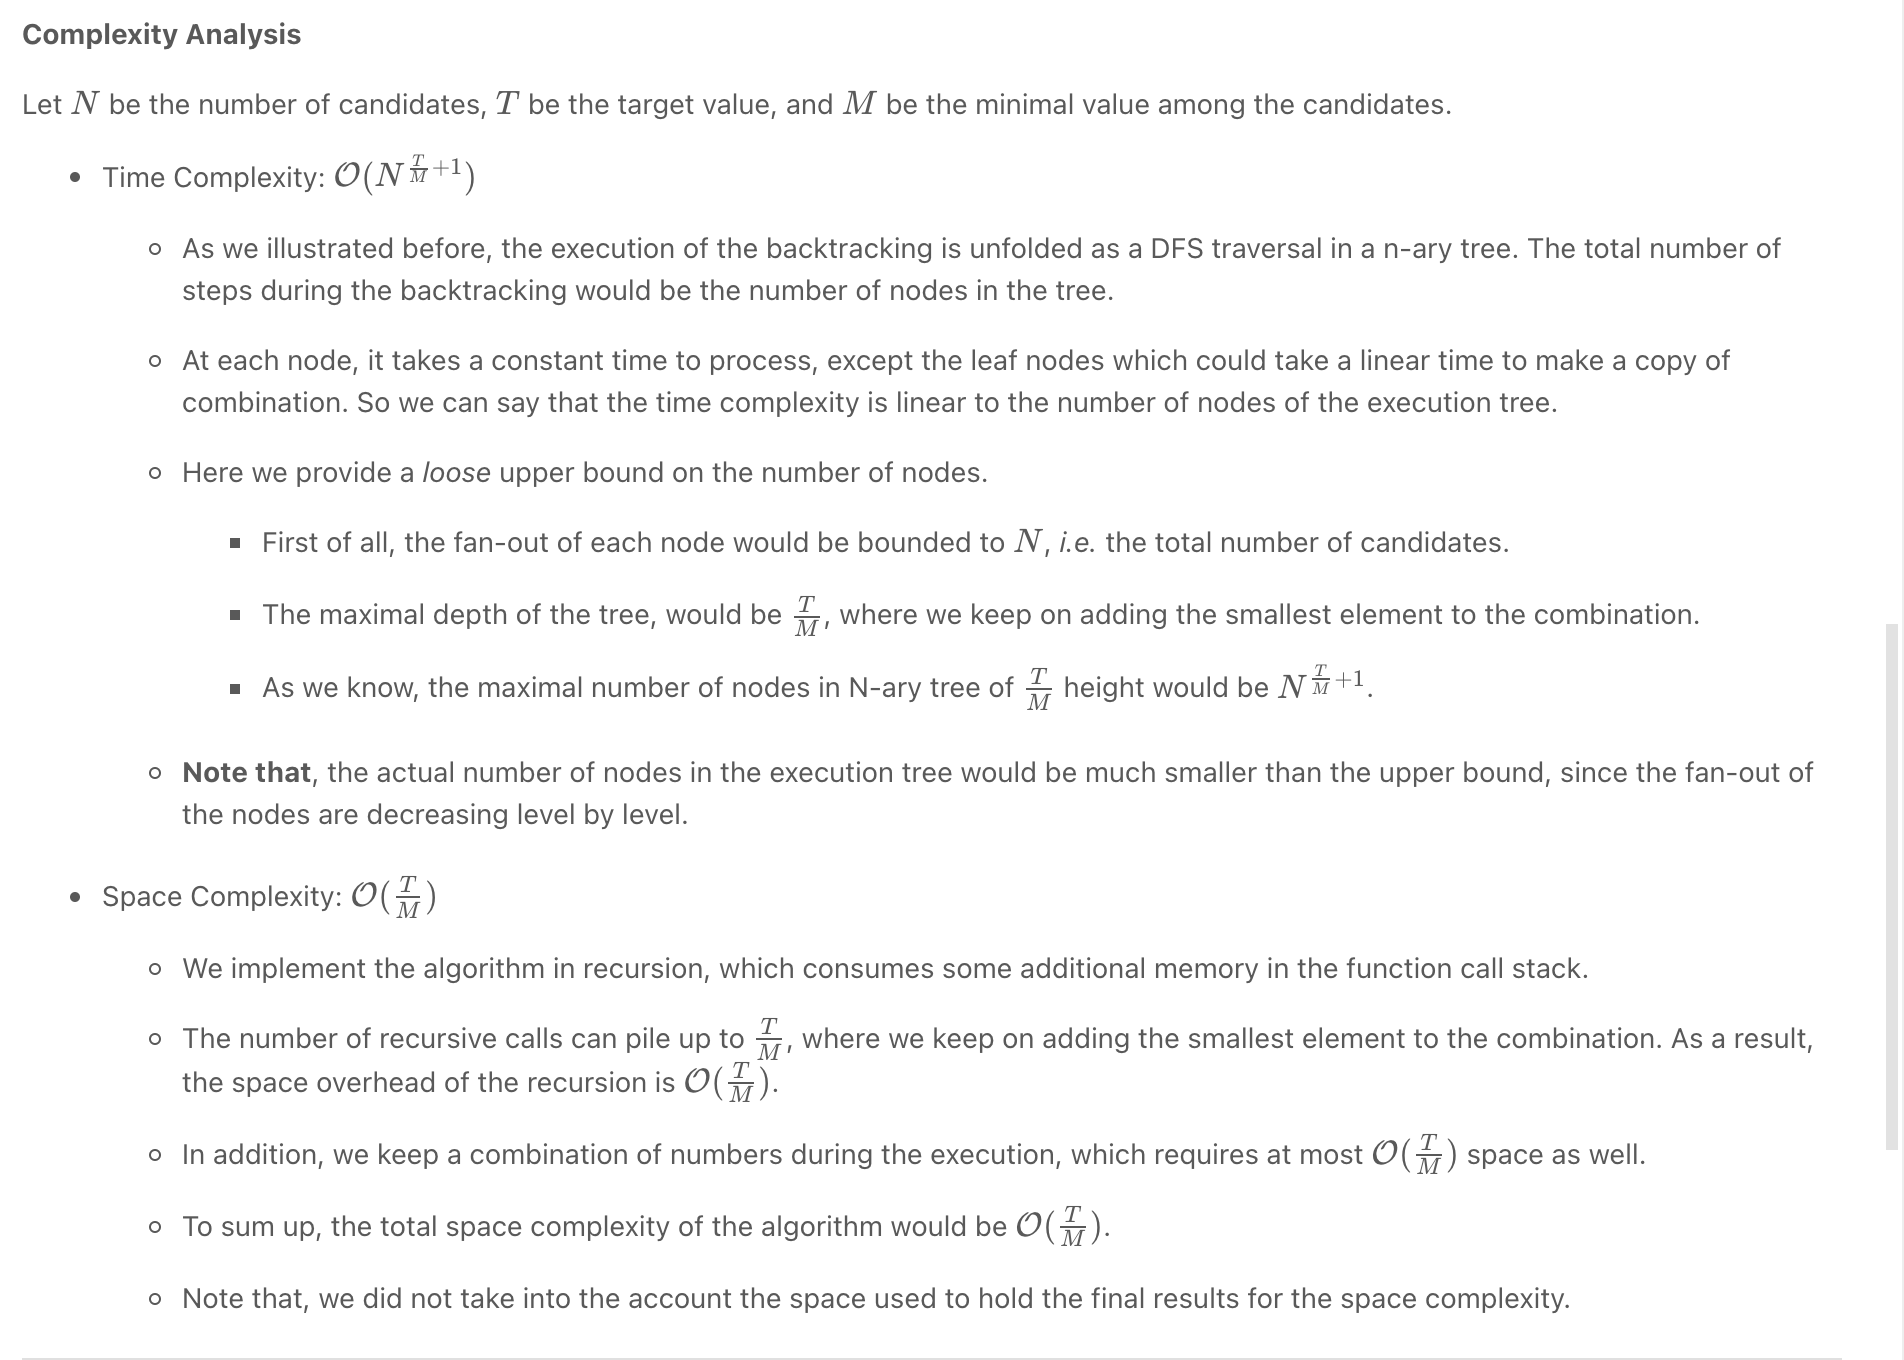 Complexity Analysis
Let N be the number of candidates, T be the target value, and M be the minimal value among the candidates.
• Time Complexity: 𝒪(N^{\frac{T}{M}+1})
◦ As we illustrated before, the execution of the backtracking is unfolded as a DFS traversal in a n-ary tree. The total number of
steps during the backtracking would be the number of nodes in the tree.
◦ At each node, it takes a constant time to process, except the leaf nodes which could take a linear time to make a copy of
combination. So we can say that the time complexity is linear to the number of nodes of the execution tree.
◦ Here we provide a loose upper bound on the number of nodes.
▪ First of all, the fan-out of each node would be bounded to N, i.e. the total number of candidates.
▪ The maximal depth of the tree, would be \frac{T}{M}, where we keep on adding the smallest element to the combination.
▪ As we know, the maximal number of nodes in N-ary tree of \frac{T}{M} height would be N^{\frac{T}{M}+1}.
◦ Note that, the actual number of nodes in the execution tree would be much smaller than the upper bound, since the fan-out of
the nodes are decreasing level by level.
• Space Complexity: 𝒪(\frac{T}{M})
◦ We implement the algorithm in recursion, which consumes some additional memory in the function call stack.
◦ The number of recursive calls can pile up to \frac{T}{M}, where we keep on adding the smallest element to the combination. As a result,
the space overhead of the recursion is 𝒪(\frac{T}{M}).
◦ In addition, we keep a combination of numbers during the execution, which requires at most 𝒪(\frac{T}{M}) space as well.
◦ To sum up, the total space complexity of the algorithm would be 𝒪(\frac{T}{M}).
◦ Note that, we did not take into the account the space used to hold the final results for the space complexity.